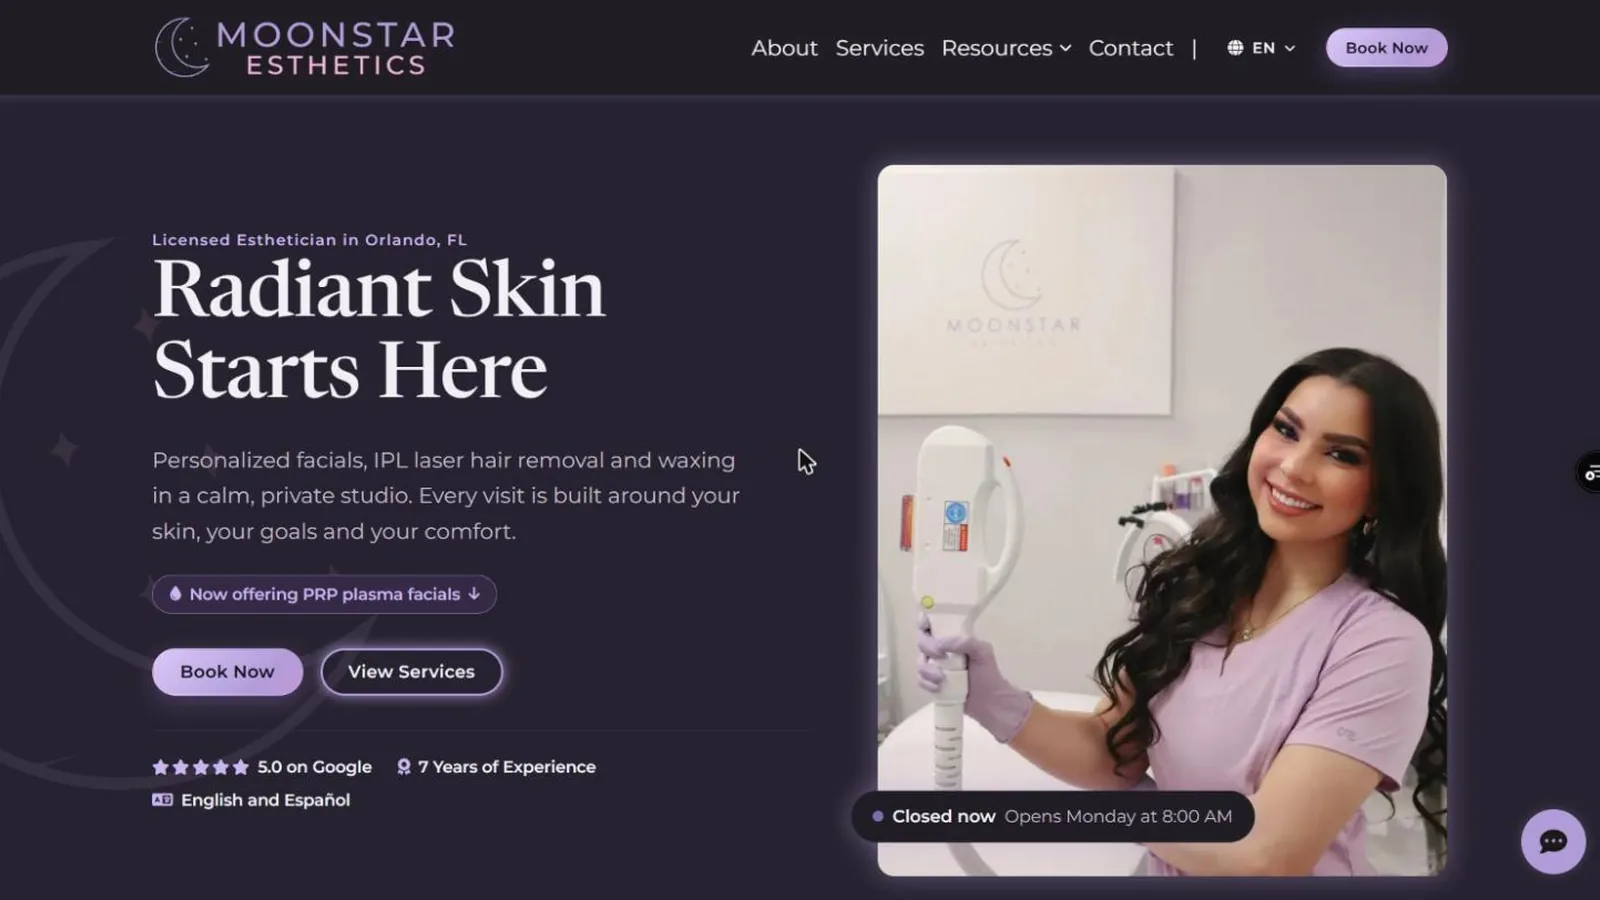 MOONSTAR
ESTHETICS
About Services Resources Contact | EN Book Now
Licensed Esthetician in Orlando, FL
Radiant Skin
Starts Here
Personalized facials, IPL laser hair removal and waxing
in a calm, private studio. Every visit is built around your
skin, your goals and your comfort.
Now offering PRP plasma facials ↓
Book Now View Services
5.0 on Google 7 Years of Experience
English and Español
MOONSTAR
Closed now Opens Monday at 8:00 AM